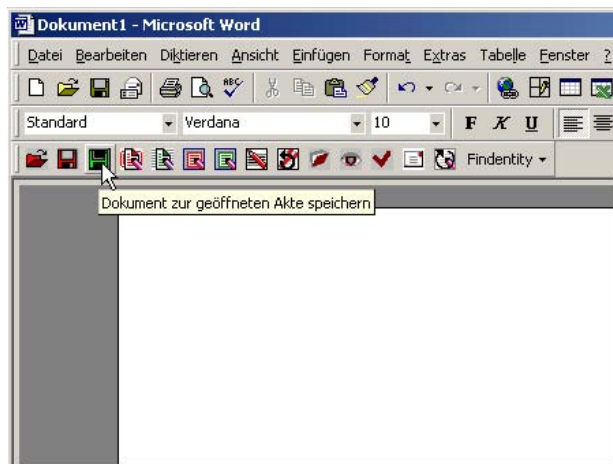 Dokument1 - Microsoft Word
Datei Bearbeiten Diktieren Ansicht Einfügen Format Extras Tabelle Fenster ?
ABC
Standard Verdana 10 F K U
Findentity
Dokument zur geöffneten Akte speichern